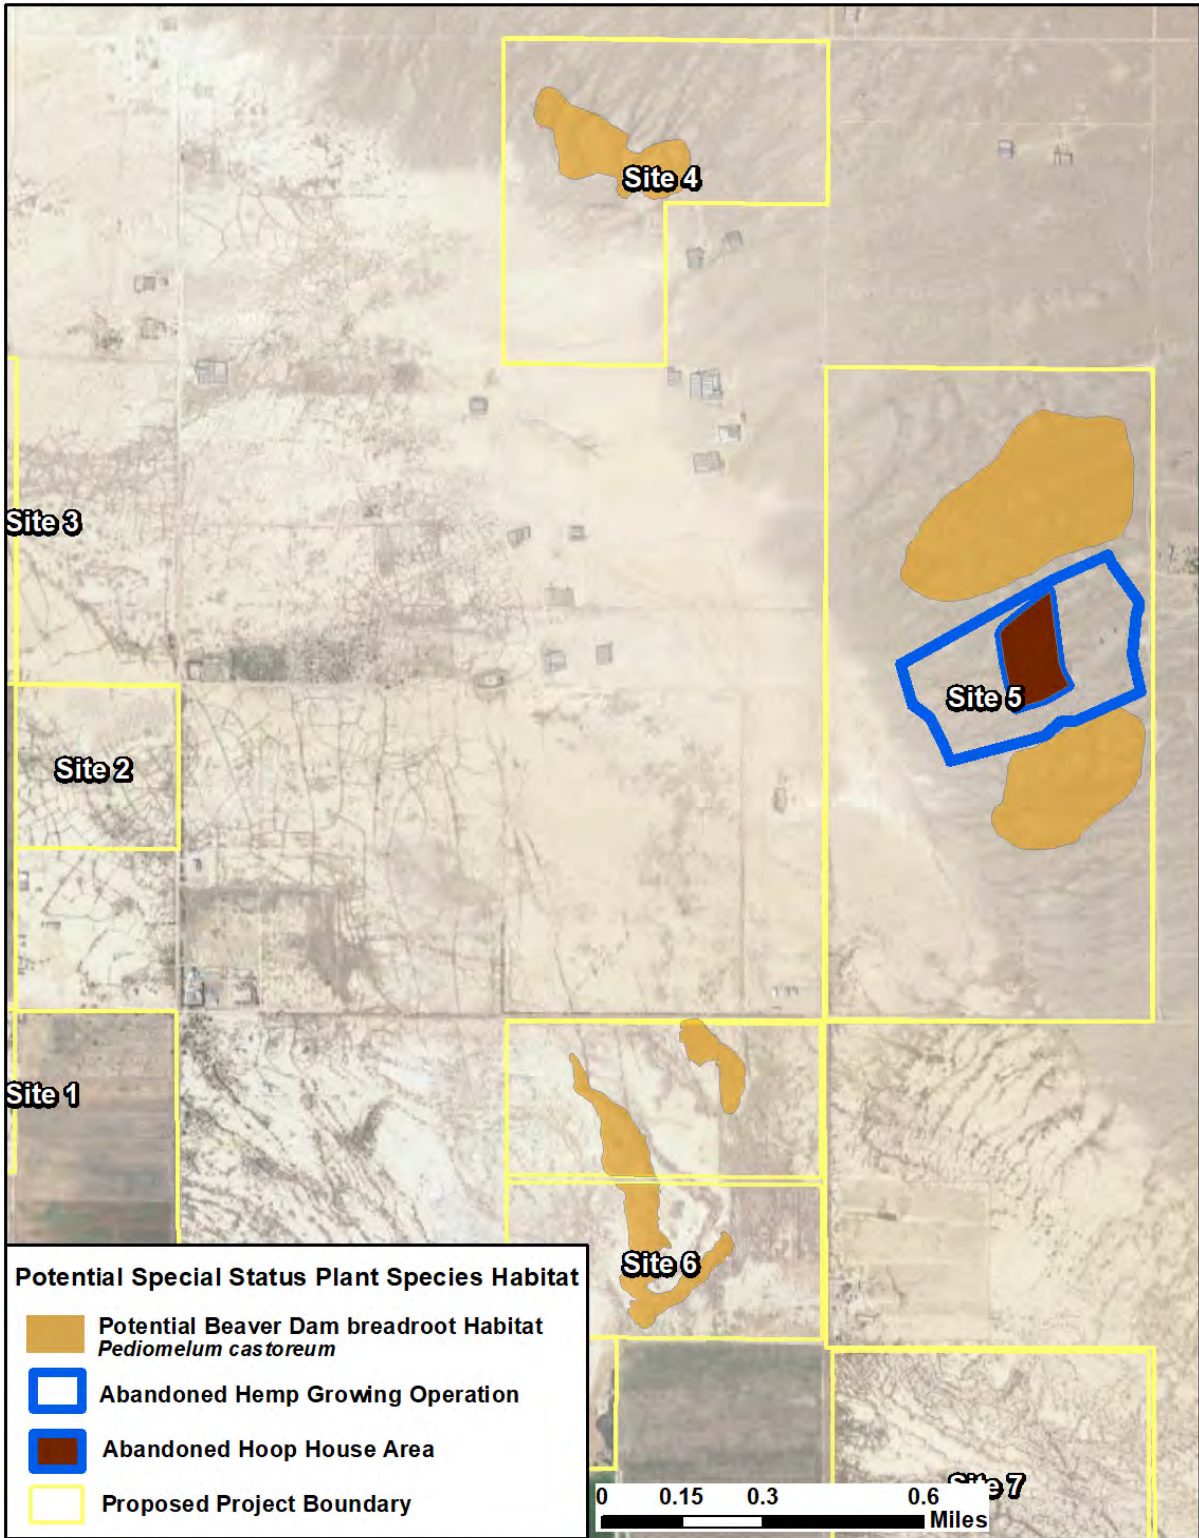 Site 4
Site 3
Site 5
Site 2
Site 1
Site 6
Potential Special Status Plant Species Habitat
Potential Beaver Dam breadroot Habitat
Pediomelum castoreum
Abandoned Hemp Growing Operation
Abandoned Hoop House Area
Proposed Project Boundary
Site 7
0 0.15 0.3 0.6
Miles